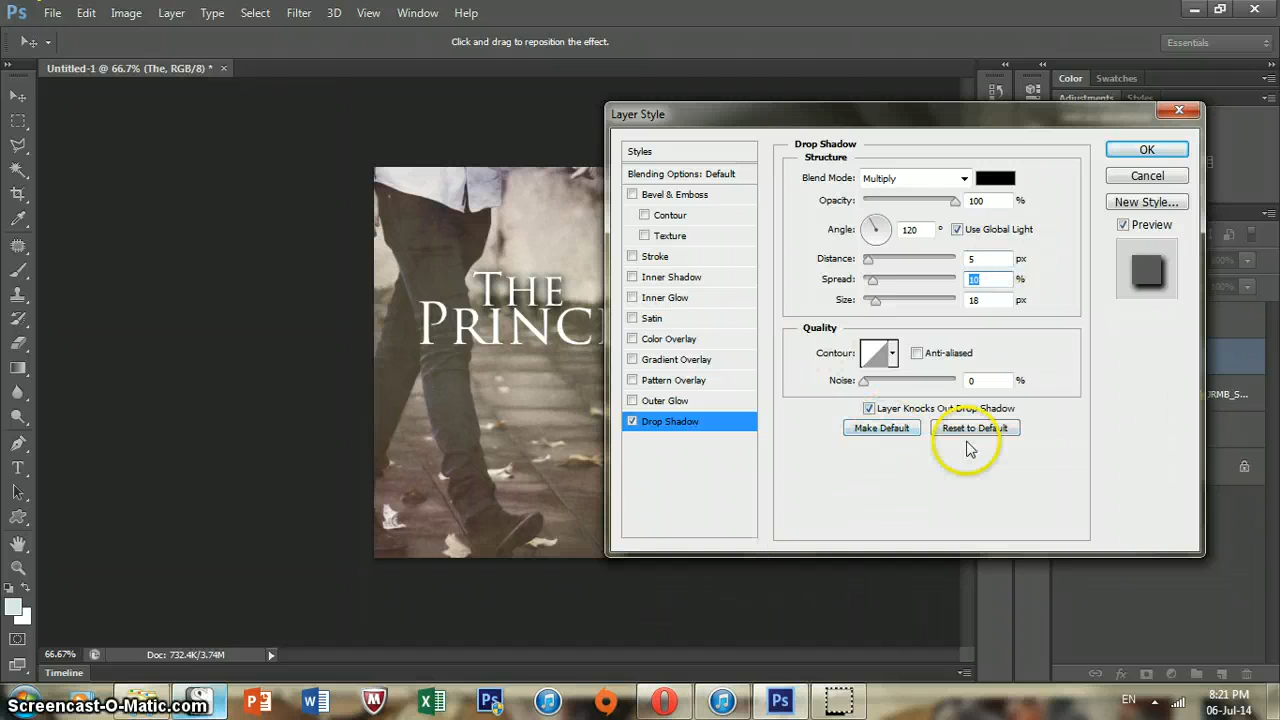 Ps File Edit Image Layer Type Select Filter 3D View Window Help
Click and drag to reposition the effect.
Essentials
Untitled-1 @ 66.7% (The, RGB/8) * ×
Color Swatches
Adjustments Styles
Layer Style
Styles
Blending Options: Default
Bevel & Emboss
Contour
Texture
Stroke
Inner Shadow
Inner Glow
Satin
Color Overlay
Gradient Overlay
Pattern Overlay
Outer Glow
Drop Shadow
Drop Shadow
Structure
Blend Mode: Multiply
Opacity: 100 %
Angle: 120 ° Use Global Light
Distance: 5 px
Spread: 10 %
Size: 18 px
Quality
Contour: Anti-aliased
Noise: 0 %
Layer Knocks Out Drop Shadow
Make Default Reset to Default
OK
Cancel
New Style...
Preview
The
Princ
100%
100%
JRMB_S...
66.67% Doc: 732.4K/3.74M
Timeline
Screencast-O-Matic.com
EN
8:21 PM
06-Jul-14